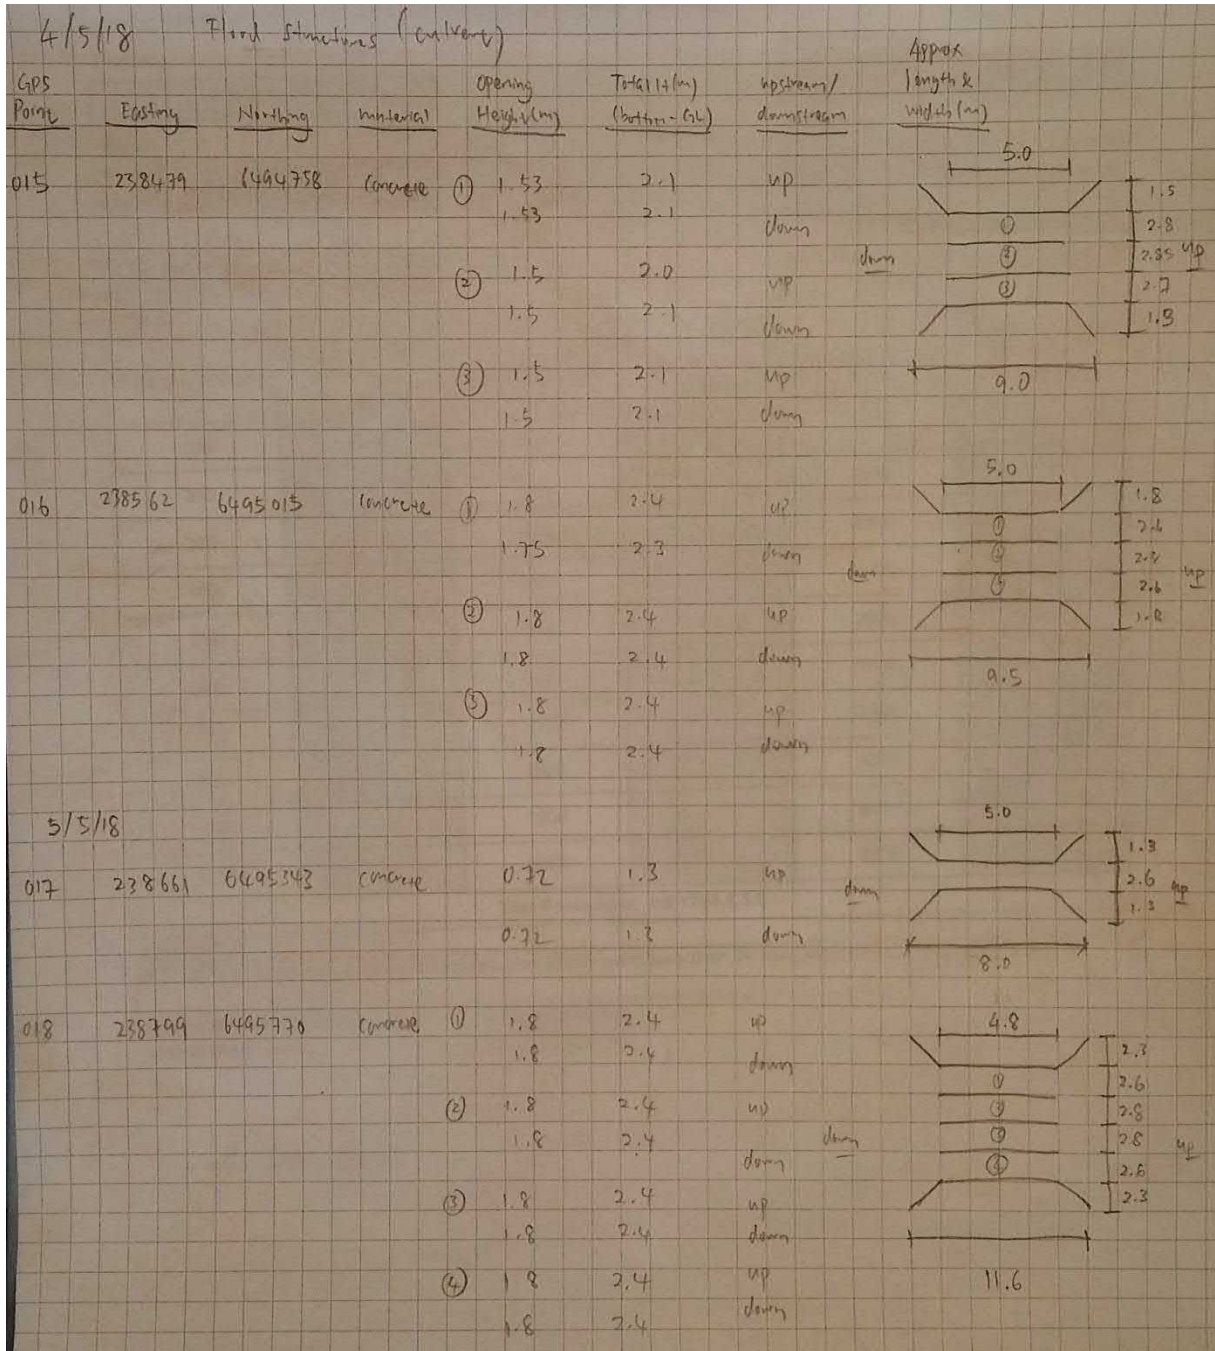 4/5/18 Flood Structures (culvert)
GPS Point Easting Northing material Opening Height(m) Total Ht(m) (bottom-GL) upstream/ downstream Approx length & width(m)
5.0
015 238479 6494758 concrete ① 1.53 2.1 up 1.5
1.53 2.1 down ① 2.8
down ② 2.85 up
② 1.5 2.0 up ③ 2.7
1.5 2.1 down 1.3
③ 1.5 2.1 up 9.0
1.5 2.1 down
5.0
016 238562 6495015 concrete ① 1.8 2.4 up 1.8
① 2.6
1.75 2.3 down ②
down up
③ 2.6
② 1.8 2.4 up 1.8
1.8 2.4 down
9.5
③ 1.8 2.4 up
1.8 2.4 down
5/5/18 5.0
1.3
017 238661 6495343 concrete 0.72 1.3 up down 2.6 up
1.3
0.72 1.3 down
8.0
018 238799 6495770 concrete ① 1.8 2.4 up 4.8
1.8 2.4 down 2.3
① 2.6
② 1.8 2.4 up ② 2.8
1.8 2.4 down ③ 2.8 up
down ④ 2.6
③ 1.8 2.4 up 2.3
1.8 2.4 down
④ 1.8 2.4 up 11.6
1.8 2.4 down